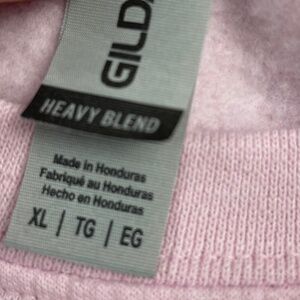 GILD
HEAVY BLEND
Made in Honduras
Fabriqué au Honduras
Hecho en Honduras
XL | TG | EG